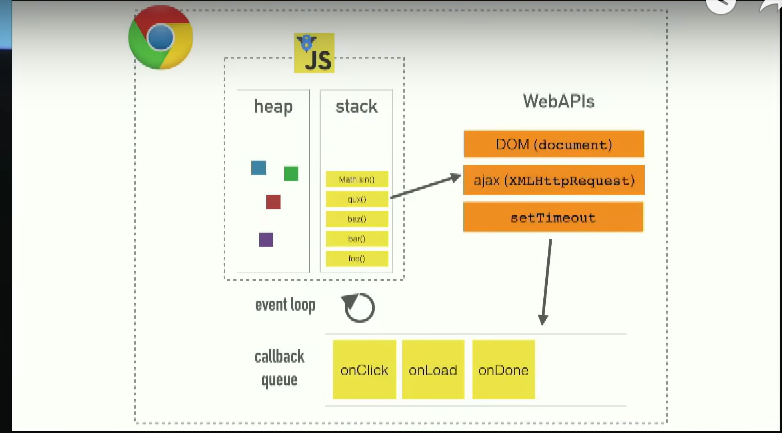 JS
heap
stack
WebAPIs
DOM (document)
ajax (XMLHttpRequest)
setTimeout
Math.sin()
qux()
baz()
bar()
foo()
event loop
callback
queue
onClick
onLoad
onDone